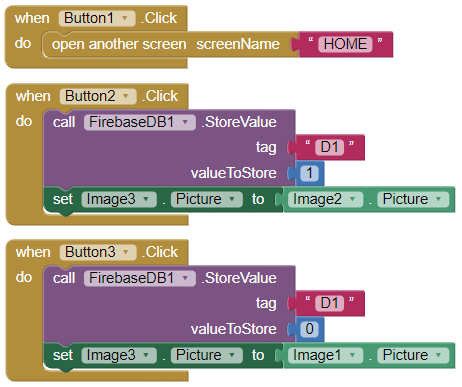 when Button1 .Click
do open another screen screenName “ HOME ”
when Button2 .Click
do call FirebaseDB1 .StoreValue
tag “ D1 ”
valueToStore 1
set Image3 . Picture to Image2 . Picture
when Button3 .Click
do call FirebaseDB1 .StoreValue
tag “ D1 ”
valueToStore 0
set Image3 . Picture to Image1 . Picture